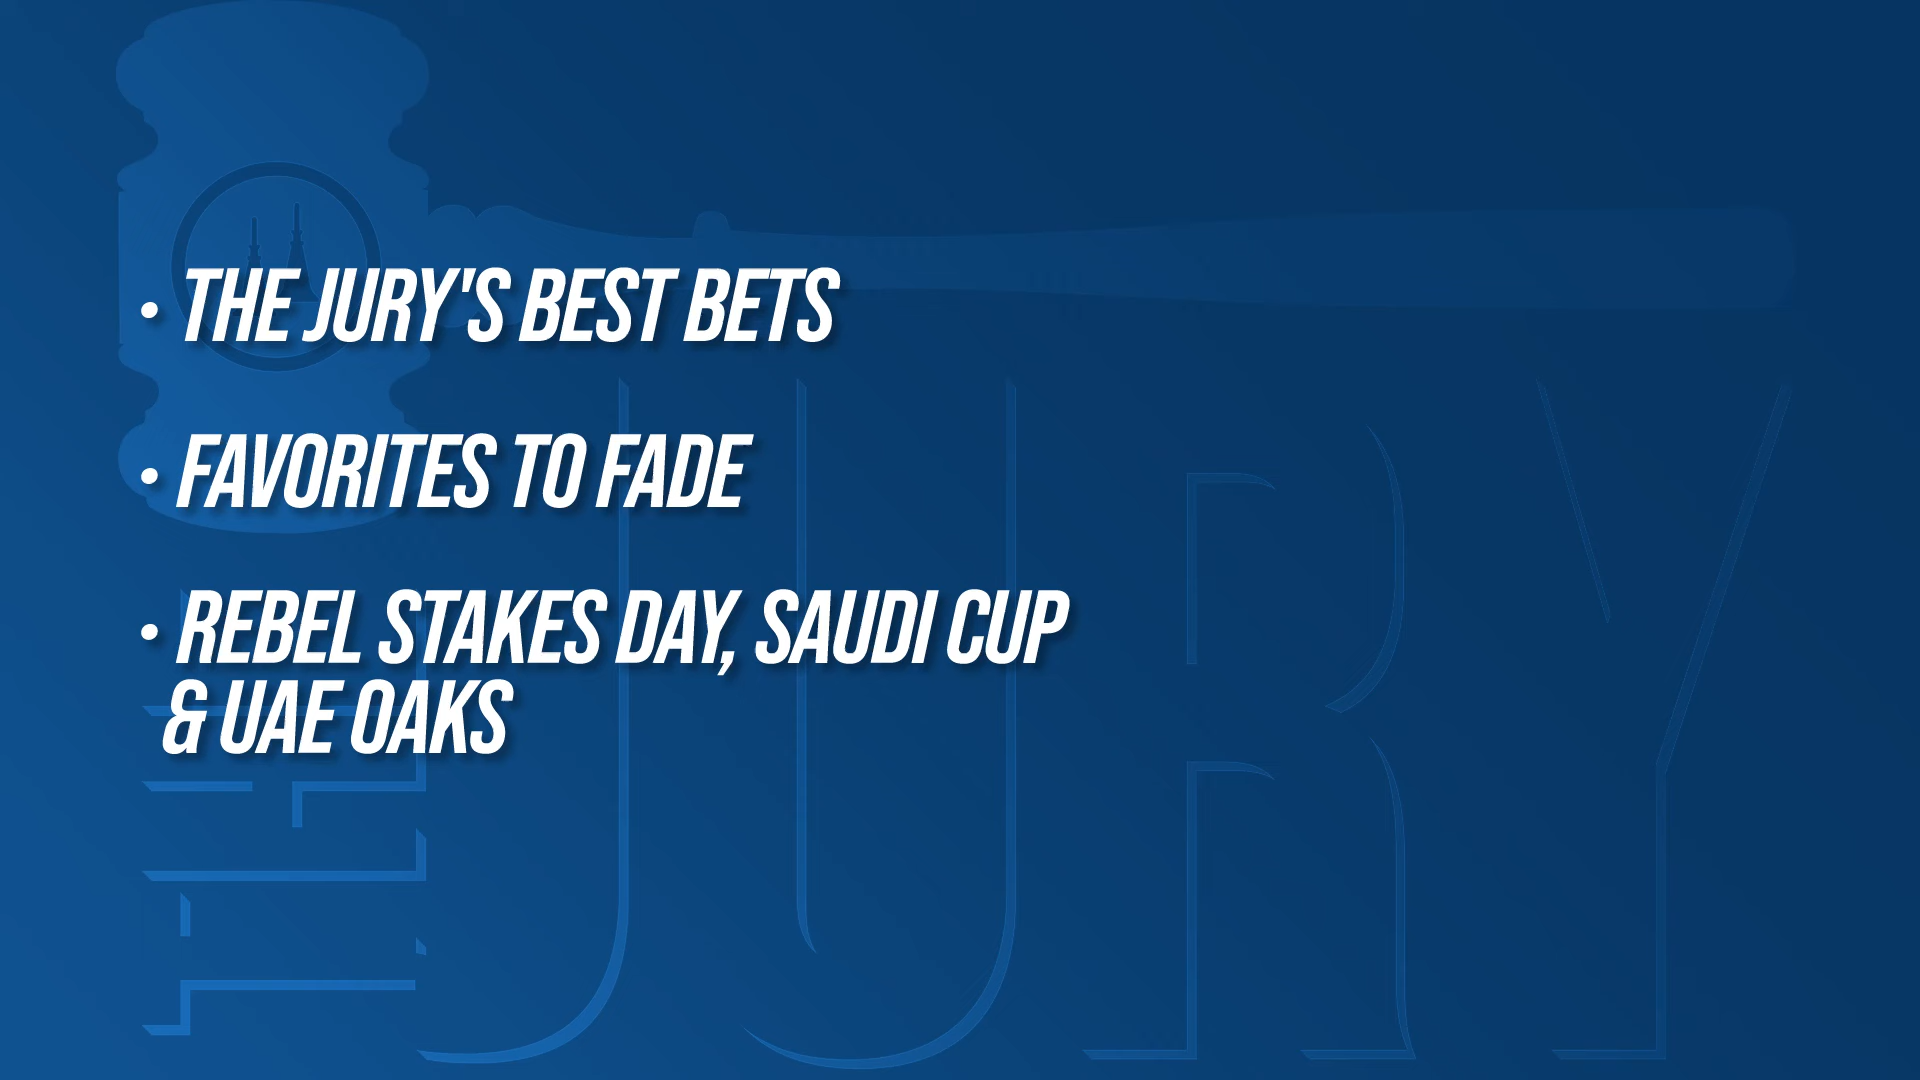 • THE JURY'S BEST BETS
• FAVORITES TO FADE
• REBEL STAKES DAY, SAUDI CUP
& UAE OAKS
THE
JURY